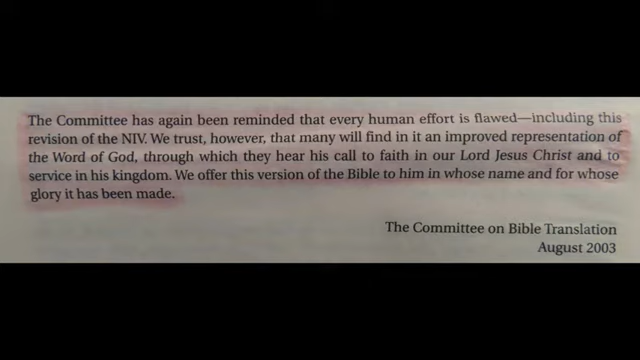 The Committee has again been reminded that every human effort is flawed—including this
revision of the NIV. We trust, however, that many will find in it an improved representation of
the Word of God, through which they hear his call to faith in our Lord Jesus Christ and to
service in his kingdom. We offer this version of the Bible to him in whose name and for whose
glory it has been made.
The Committee on Bible Translation
August 2003